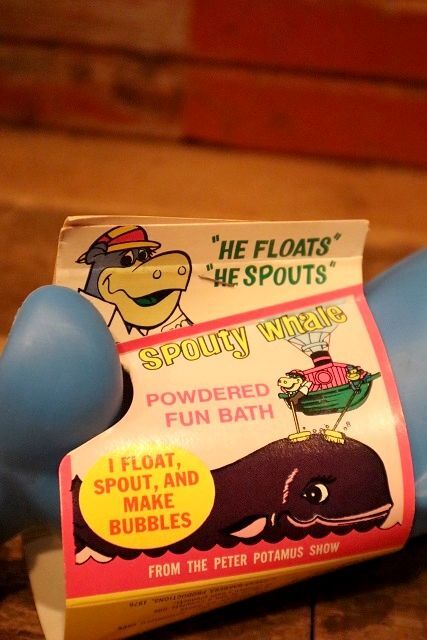 "HE FLOATS"
"HE SPOUTS"
SPOUTY WHALE
POWDERED
FUN BATH
I FLOAT,
SPOUT, AND
MAKE
BUBBLES
FROM THE PETER POTAMUS SHOW